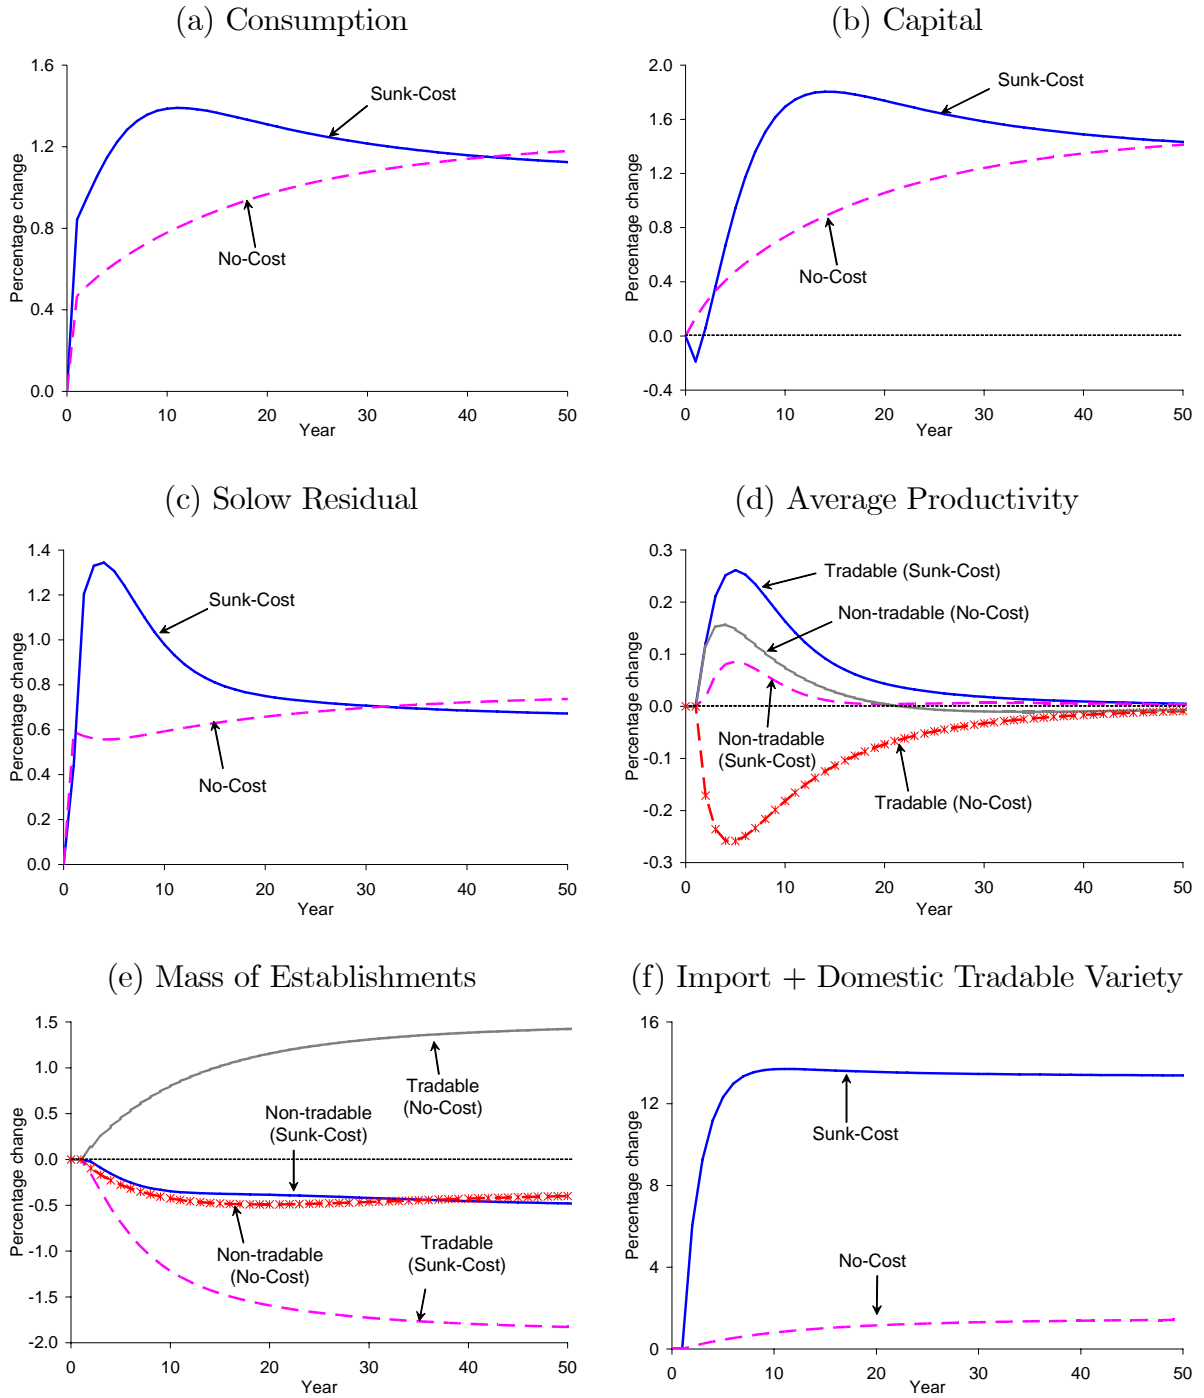 (a) Consumption
Percentage change
1.6
1.2
0.8
0.4
0.0
Sunk-Cost
No-Cost
0 10 20 30 40 50
Year
(b) Capital
Percentage change
2.0
1.6
1.2
0.8
0.4
0.0
-0.4
Sunk-Cost
No-Cost
0 10 20 30 40 50
Year
(c) Solow Residual
Percentage change
1.4
1.2
1.0
0.8
0.6
0.4
0.2
0.0
Sunk-Cost
No-Cost
0 10 20 30 40 50
Year
(d) Average Productivity
Percentage change
0.3
0.2
0.1
0.0
-0.1
-0.2
-0.3
Tradable (Sunk-Cost)
Non-tradable (No-Cost)
Non-tradable
(Sunk-Cost)
Tradable (No-Cost)
0 10 20 30 40 50
Year
(e) Mass of Establishments
Percentage change
1.5
1.0
0.5
0.0
-0.5
-1.0
-1.5
-2.0
Tradable
(No-Cost)
Non-tradable
(Sunk-Cost)
Non-tradable
(No-Cost)
Tradable
(Sunk-Cost)
0 10 20 30 40 50
Year
(f) Import + Domestic Tradable Variety
Percentage change
16
12
8
4
0
Sunk-Cost
No-Cost
0 10 20 30 40 50
Year